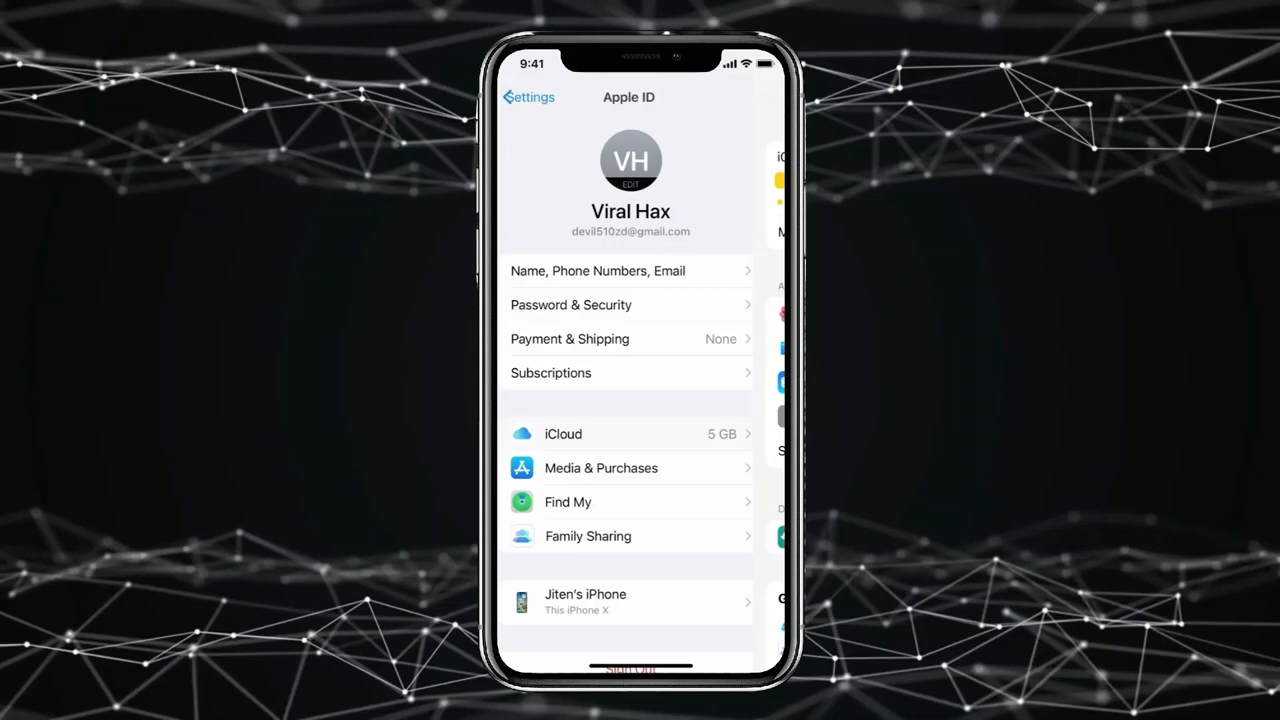 9:41
Settings
Apple ID
VH
EDIT
Viral Hax
devil510zd@gmail.com
Name, Phone Numbers, Email
Password & Security
Payment & Shipping None
Subscriptions
iCloud 5 GB
Media & Purchases
Find My
Family Sharing
Jiten's iPhone
This iPhone X
Sign Out